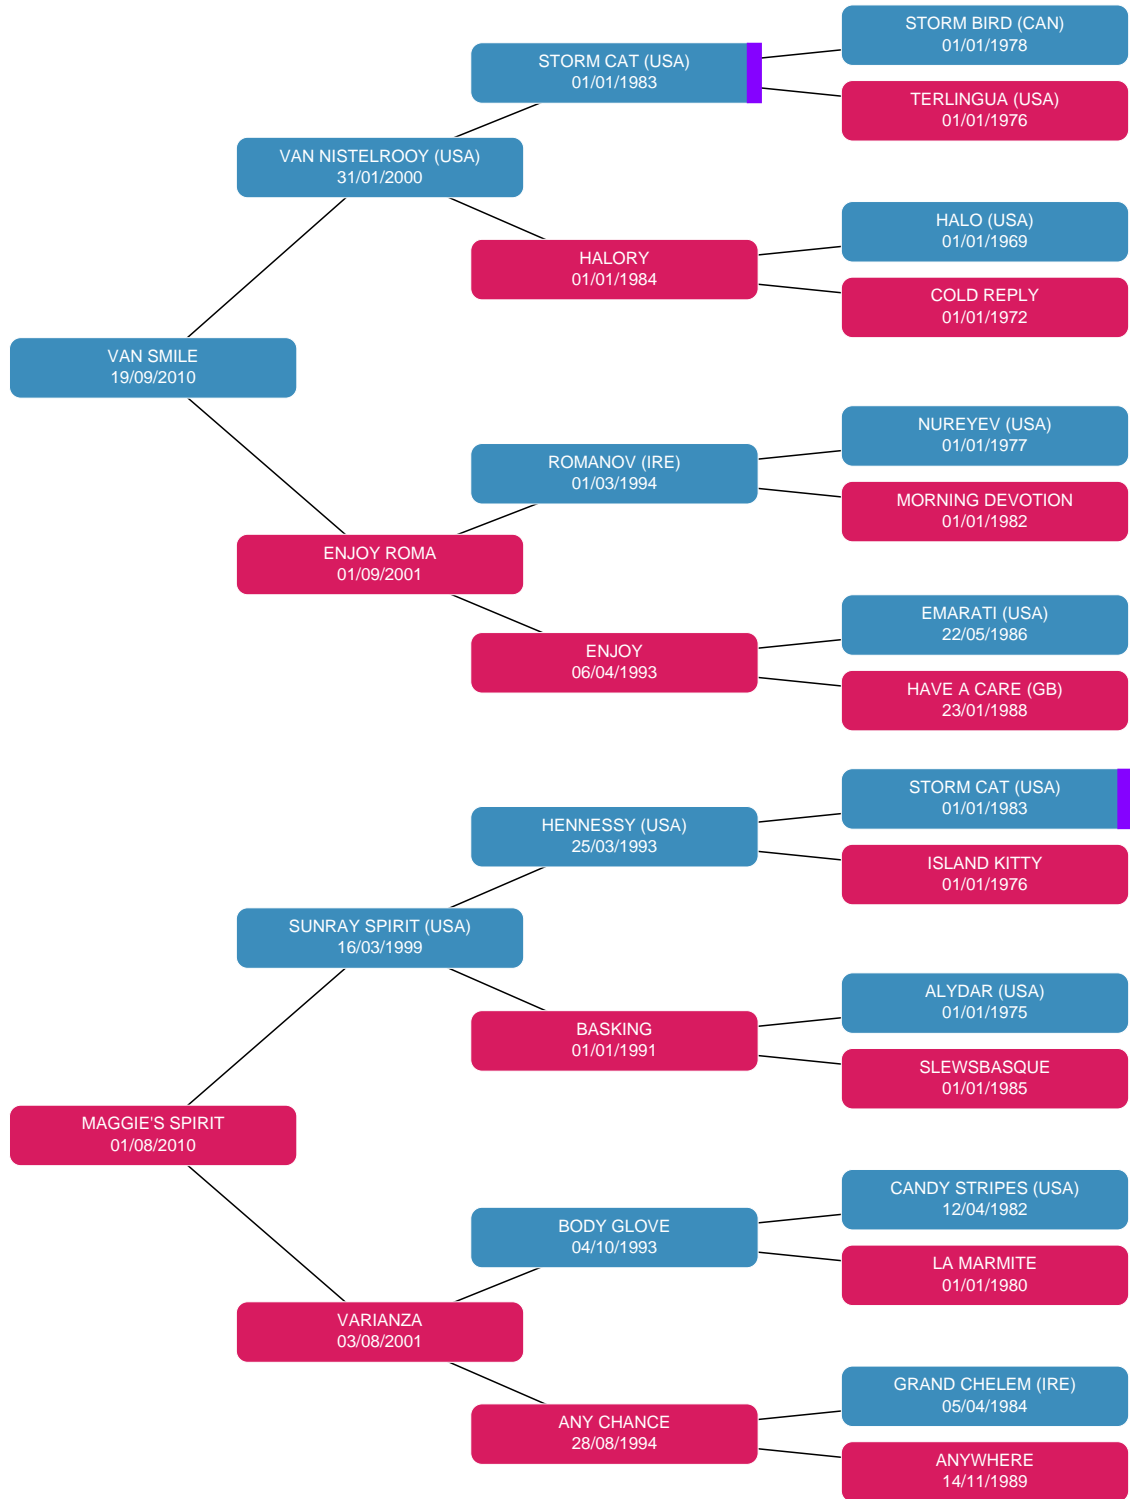 STORM BIRD (CAN)
01/01/1978
STORM CAT (USA)
01/01/1983
TERLINGUA (USA)
01/01/1976
VAN NISTELROOY (USA)
31/01/2000
HALO (USA)
01/01/1969
HALORY
01/01/1984
COLD REPLY
01/01/1972
VAN SMILE
19/09/2010
NUREYEV (USA)
01/01/1977
ROMANOV (IRE)
01/03/1994
MORNING DEVOTION
01/01/1982
ENJOY ROMA
01/09/2001
EMARATI (USA)
22/05/1986
ENJOY
06/04/1993
HAVE A CARE (GB)
23/01/1988
STORM CAT (USA)
01/01/1983
HENNESSY (USA)
25/03/1993
ISLAND KITTY
01/01/1976
SUNRAY SPIRIT (USA)
16/03/1999
ALYDAR (USA)
01/01/1975
BASKING
01/01/1991
SLEWSBASQUE
01/01/1985
MAGGIE'S SPIRIT
01/08/2010
CANDY STRIPES (USA)
12/04/1982
BODY GLOVE
04/10/1993
LA MARMITE
01/01/1980
VARIANZA
03/08/2001
GRAND CHELEM (IRE)
05/04/1984
ANY CHANCE
28/08/1994
ANYWHERE
14/11/1989